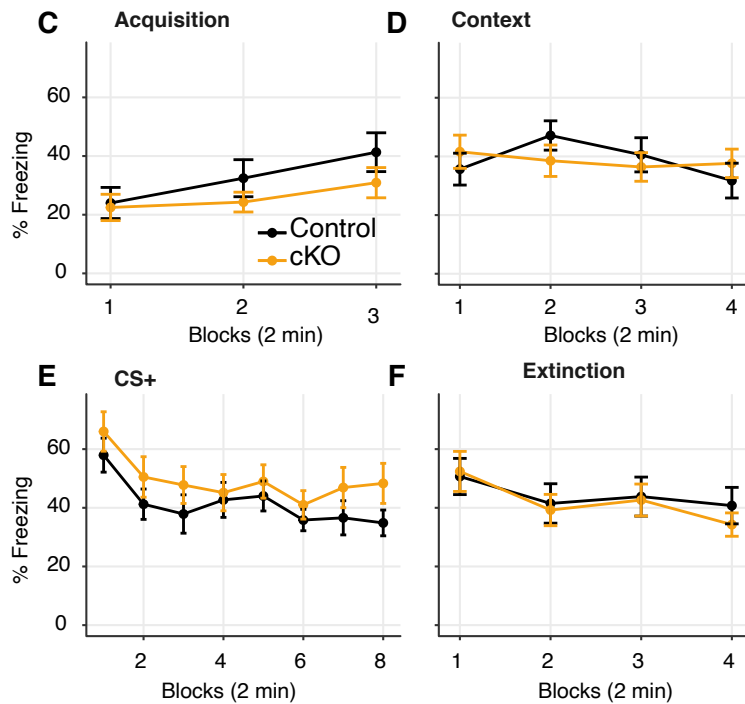 C Acquisition
% Freezing
60
40
20
0
Control
cKO
1 2 3
Blocks (2 min)
D Context
1 2 3 4
Blocks (2 min)
E CS+
% Freezing
60
40
20
0
2 4 6 8
Blocks (2 min)
F Extinction
1 2 3 4
Blocks (2 min)